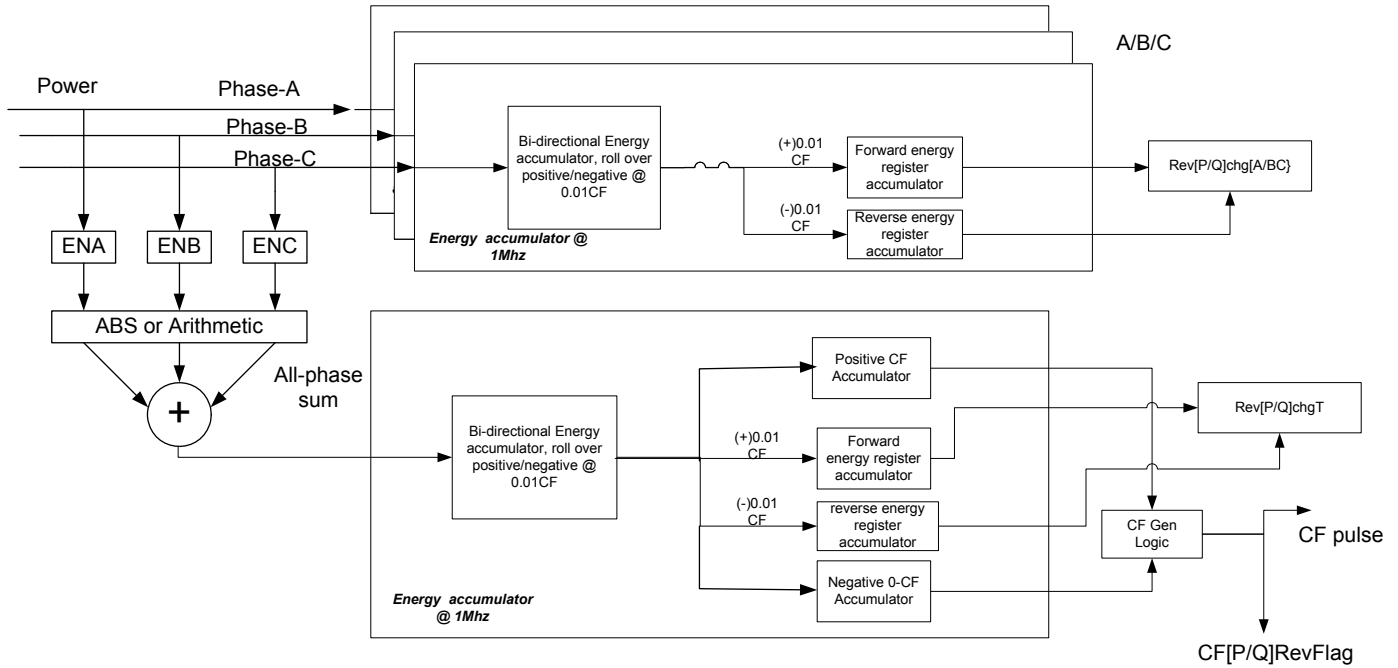 A/B/C
Power
Phase-A
Phase-B
Phase-C
Bi-directional Energy
accumulator, roll over
positive/negative @
0.01CF
(+)0.01
CF
Forward energy
register
accumulator
Rev[P/Q]chg[A/BC}
(-)0.01
CF
Reverse energy
register
accumulator
Energy accumulator @
1Mhz
ENA
ENB
ENC
ABS or Arithmetic
All-phase
sum
+
Bi-directional Energy
accumulator, roll over
positive/negative @
0.01CF
Positive CF
Accumulator
(+)0.01
CF
Forward
energy register
accumulator
Rev[P/Q]chgT
(-)0.01
CF
reverse energy
register
accumulator
CF Gen
Logic
CF pulse
Negative 0-CF
Accumulator
Energy accumulator
@ 1Mhz
CF[P/Q]RevFlag